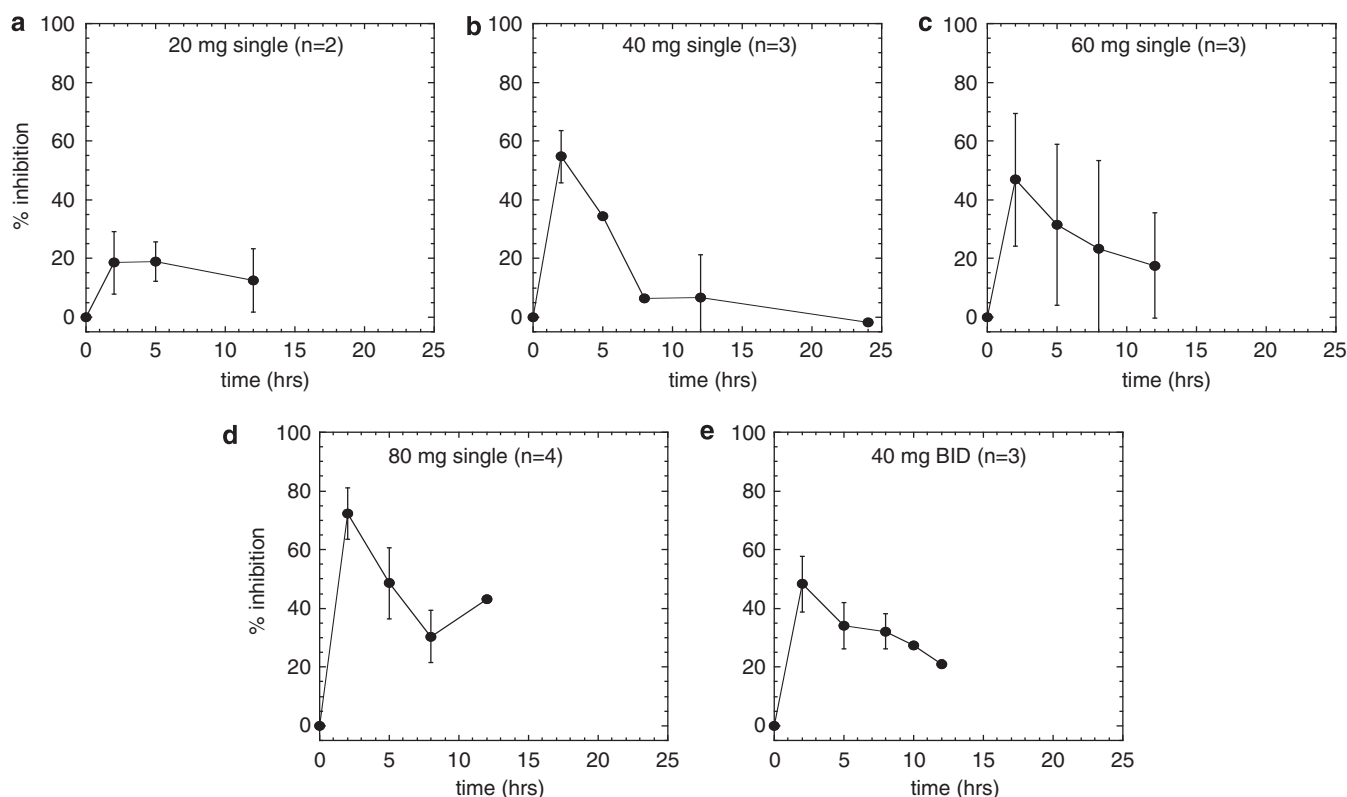 a
20 mg single (n=2)
% inhibition
100
80
60
40
20
0
0 5 10 15 20 25
time (hrs)
b
40 mg single (n=3)
100
80
60
40
20
0
0 5 10 15 20 25
time (hrs)
c
60 mg single (n=3)
100
80
60
40
20
0
0 5 10 15 20 25
time (hrs)
d
80 mg single (n=4)
% inhibition
100
80
60
40
20
0
0 5 10 15 20 25
time (hrs)
e
40 mg BID (n=3)
100
80
60
40
20
0
0 5 10 15 20 25
time (hrs)